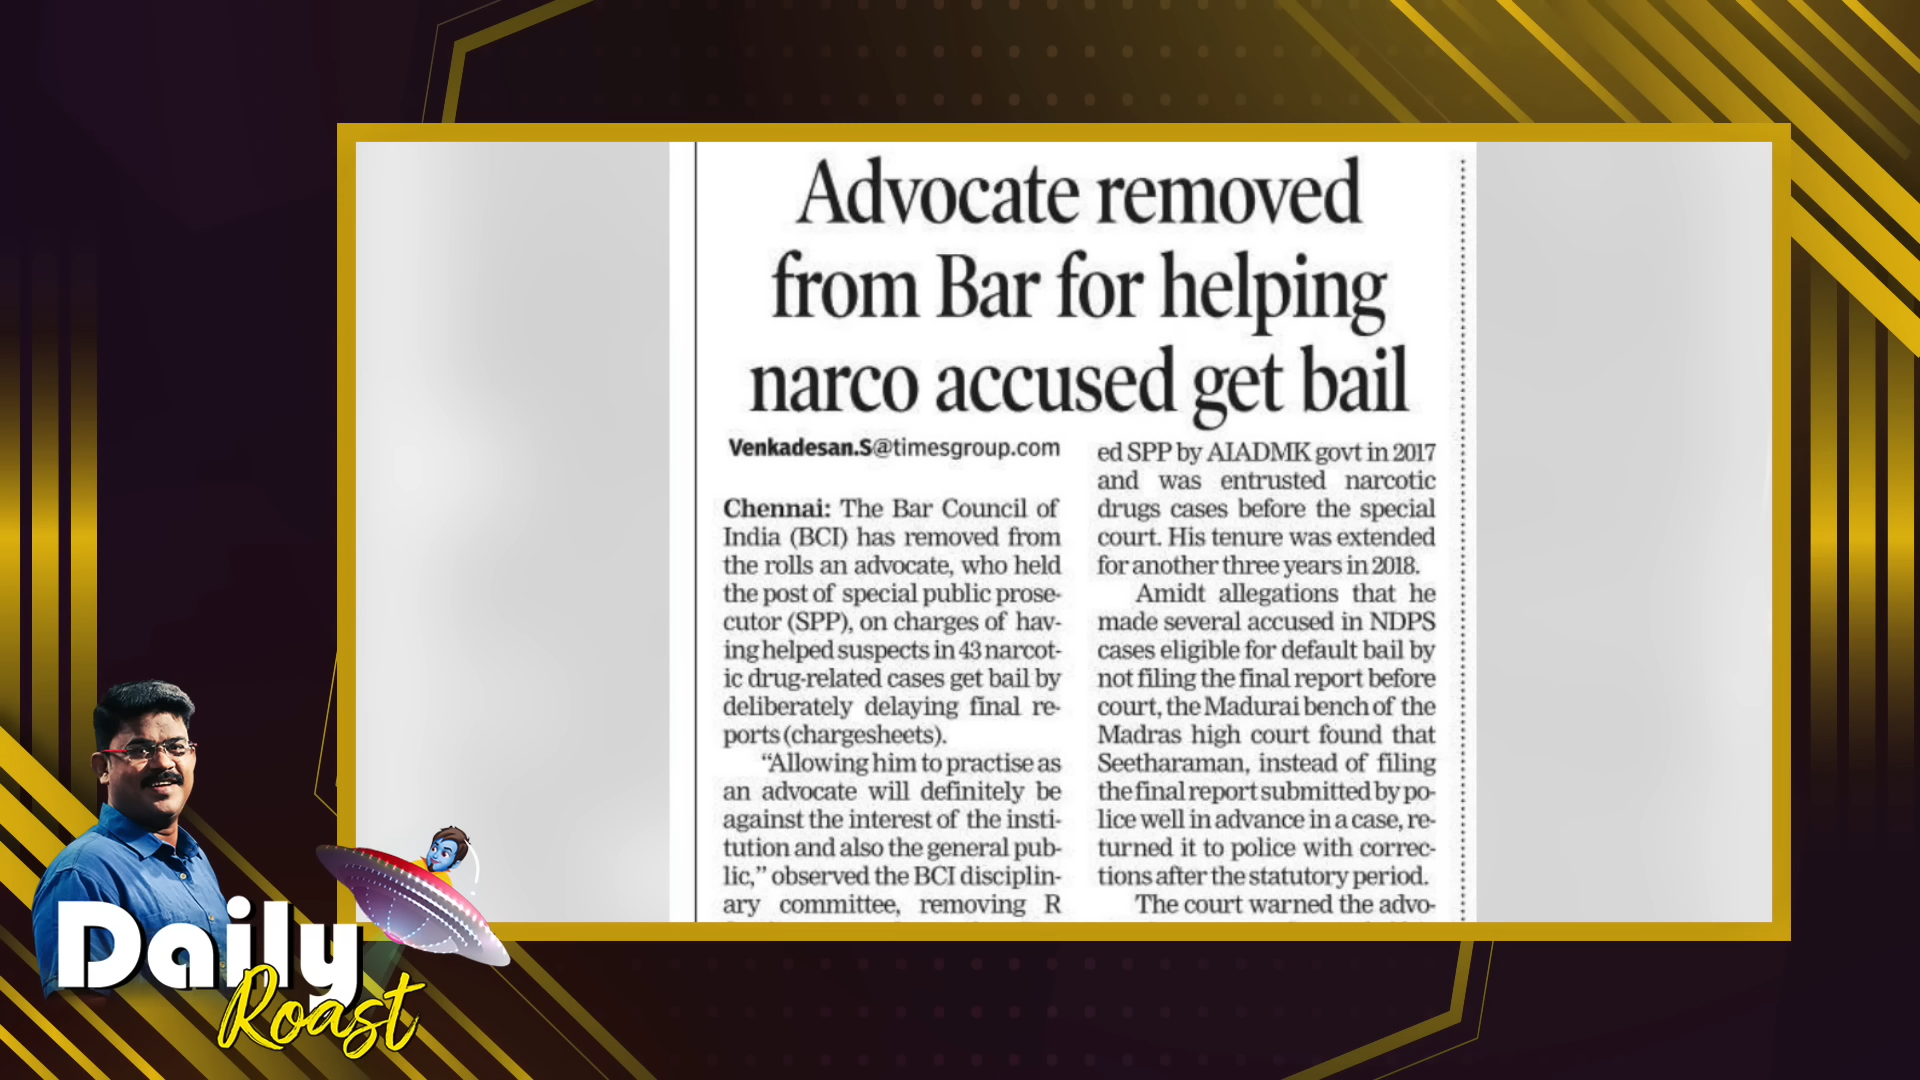 Advocate removed
from Bar for helping
narco accused get bail
Venkadesan.S@timesgroup.com
Chennai: The Bar Council of
India (BCI) has removed from
the rolls an advocate, who held
the post of special public prose-
cutor (SPP), on charges of hav-
ing helped suspects in 43 narcot-
ic drug-related cases get bail by
deliberately delaying final re-
ports (chargesheets).
“Allowing him to practise as
an advocate will definitely be
against the interest of the insti-
tution and also the general pub-
lic,” observed the BCI disciplin-
ary committee, removing R
ed SPP by AIADMK govt in 2017
and was entrusted narcotic
drugs cases before the special
court. His tenure was extended
for another three years in 2018.
Amidt allegations that he
made several accused in NDPS
cases eligible for default bail by
not filing the final report before
court, the Madurai bench of the
Madras high court found that
Seetharaman, instead of filing
the final report submitted by po-
lice well in advance in a case, re-
turned it to police with correc-
tions after the statutory period.
The court warned the advo-
Daily
Roast